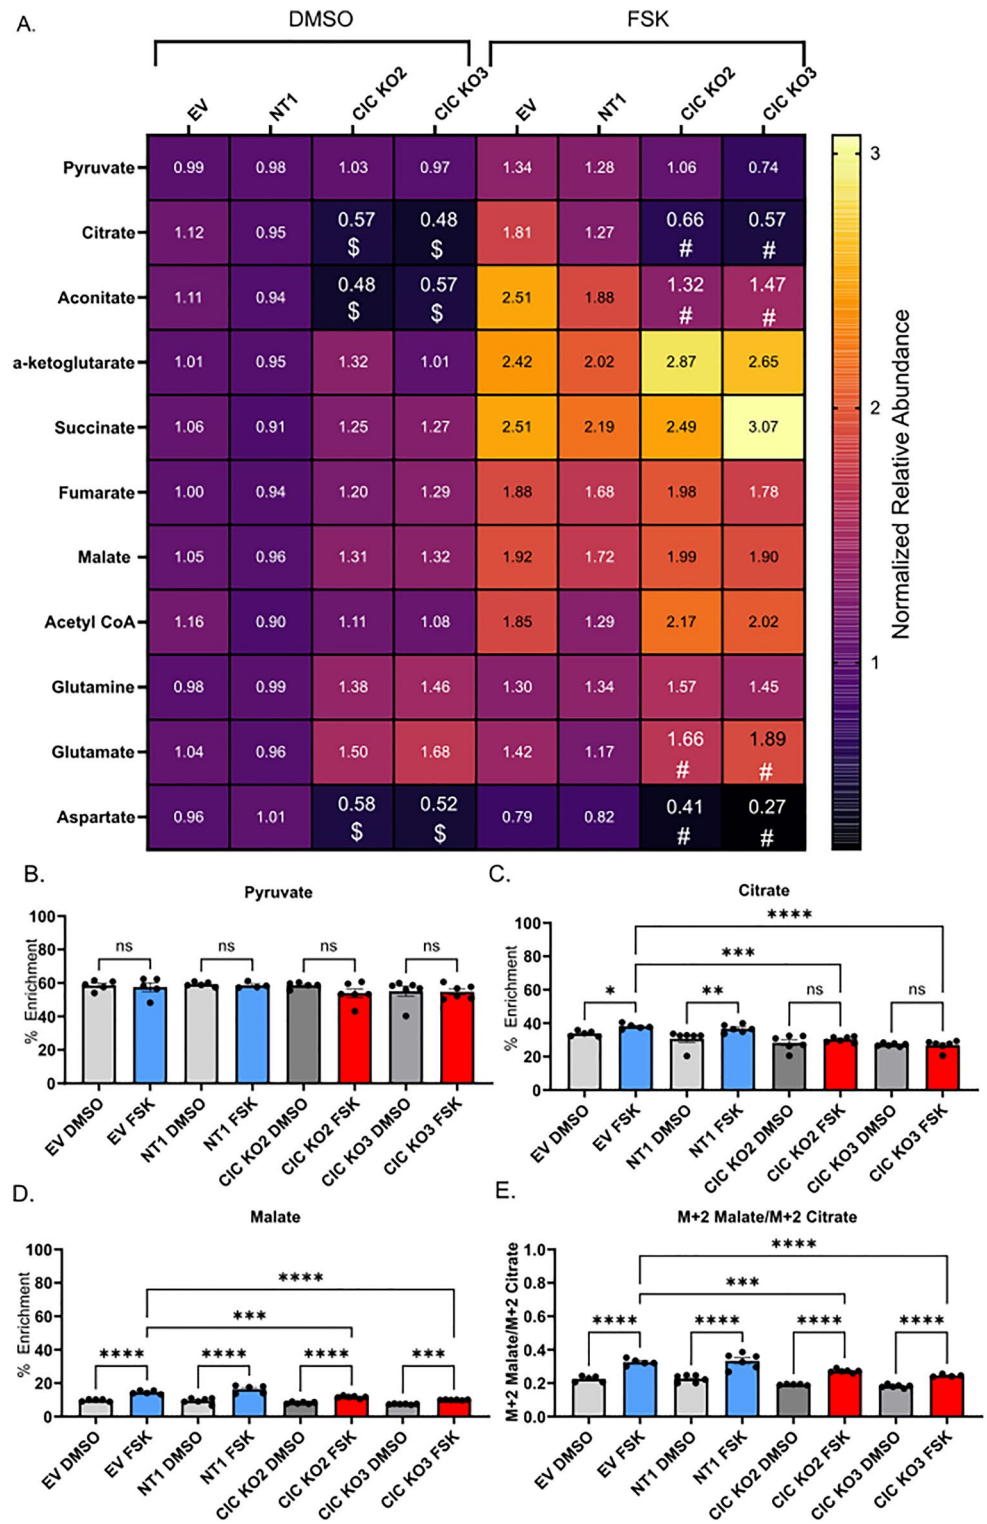 A.
DMSO FSK
EV NT1 CIC KO2 CIC KO3 EV NT1 CIC KO2 CIC KO3
Pyruvate 0.99 0.98 1.03 0.97 1.34 1.28 1.06 0.74
Citrate 1.12 0.95 0.57 $ 0.48 $ 1.81 1.27 0.66 # 0.57 #
Aconitate 1.11 0.94 0.48 $ 0.57 $ 2.51 1.88 1.32 # 1.47 #
a-ketoglutarate 1.01 0.95 1.32 1.01 2.42 2.02 2.87 2.65
Succinate 1.06 0.91 1.25 1.27 2.51 2.19 2.49 3.07
Fumarate 1.00 0.94 1.20 1.29 1.88 1.68 1.98 1.78
Malate 1.05 0.96 1.31 1.32 1.92 1.72 1.99 1.90
Acetyl CoA 1.16 0.90 1.11 1.08 1.85 1.29 2.17 2.02
Glutamine 0.98 0.99 1.38 1.46 1.30 1.34 1.57 1.45
Glutamate 1.04 0.96 1.50 1.68 1.42 1.17 1.66 # 1.89 #
Aspartate 0.96 1.01 0.58 $ 0.52 $ 0.79 0.82 0.41 # 0.27 #
3
2
1
Normalized Relative Abundance
B.
Pyruvate
% Enrichment
100
80
60
40
20
0
ns ns ns ns
EV DMSO
EV FSK
NT1 DMSO
NT1 FSK
CIC KO2 DMSO
CIC KO2 FSK
CIC KO3 DMSO
CIC KO3 FSK
C.
Citrate
% Enrichment
100
80
60
40
20
0
****
***
* ** ns ns
EV DMSO
EV FSK
NT1 DMSO
NT1 FSK
CIC KO2 DMSO
CIC KO2 FSK
CIC KO3 DMSO
CIC KO3 FSK
D.
Malate
% Enrichment
100
80
60
40
20
0
****
***
**** **** **** ***
EV DMSO
EV FSK
NT1 DMSO
NT1 FSK
CIC KO2 DMSO
CIC KO2 FSK
CIC KO3 DMSO
CIC KO3 FSK
E.
M+2 Malate/M+2 Citrate
M+2 Malate/M+2 Citrate
1.0
0.8
0.6
0.4
0.2
0.0
****
***
**** **** **** ****
EV DMSO
EV FSK
NT1 DMSO
NT1 FSK
CIC KO2 DMSO
CIC KO2 FSK
CIC KO3 DMSO
CIC KO3 FSK